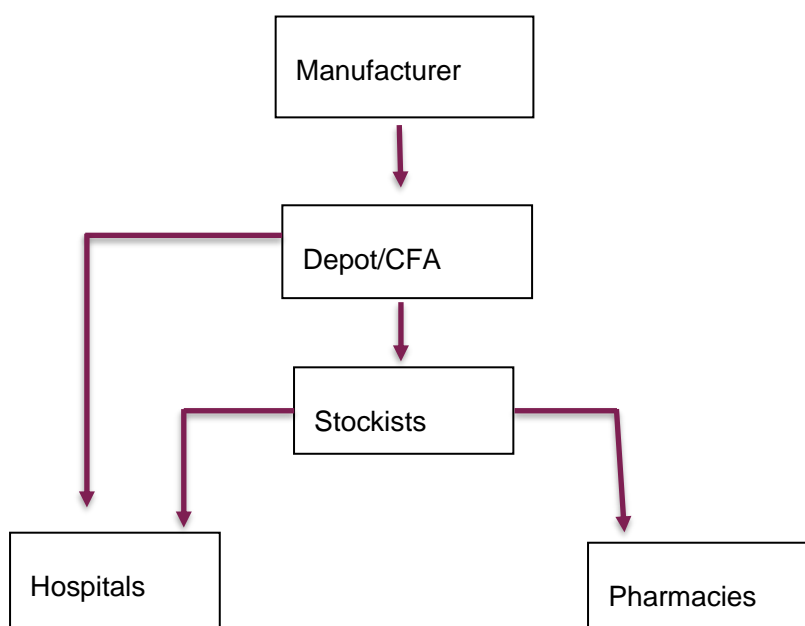 Manufacturer
Depot/CFA
Stockists
Hospitals
Pharmacies